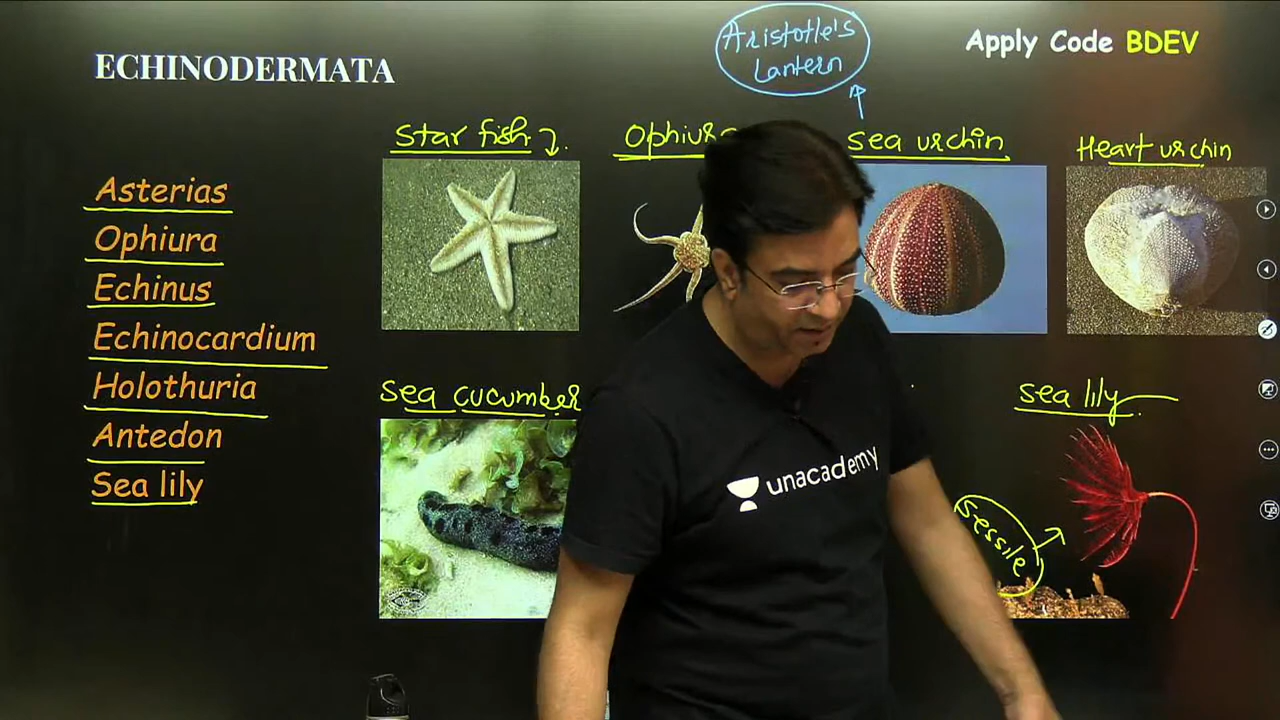 ECHINODERMATA
Aristotle's
Lantern
Apply Code BDEV
Star fish
sea urchin
Heart urchin
Asterias
Ophiura
Echinus
Echinocardium
Holothuria
Antedon
Sea lily
sea cucumber
sea lily
sessile
unacademy